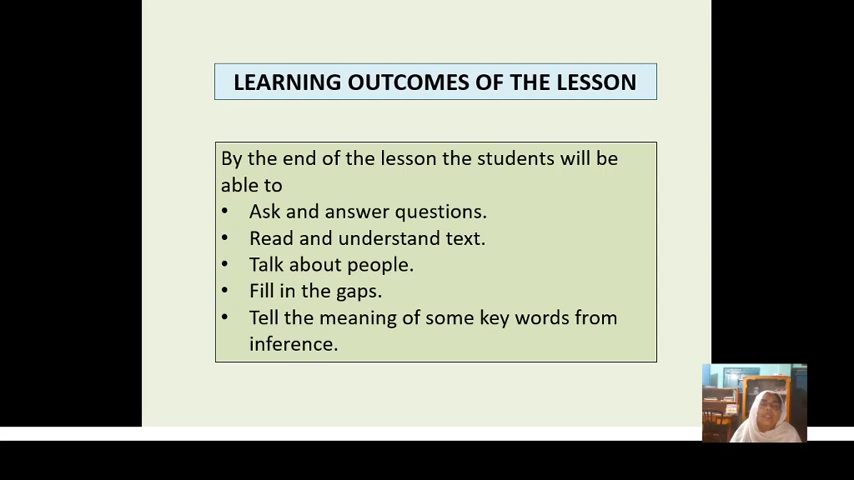 LEARNING OUTCOMES OF THE LESSON
By the end of the lesson the students will be
able to
• Ask and answer questions.
• Read and understand text.
• Talk about people.
• Fill in the gaps.
• Tell the meaning of some key words from
inference.